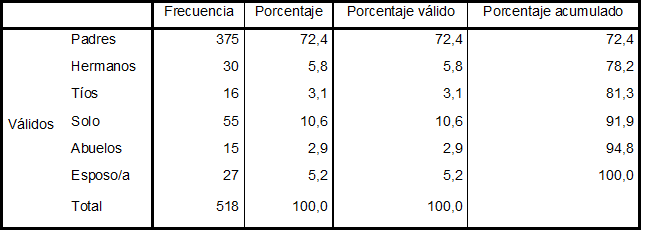 Frecuencia Porcentaje Porcentaje válido Porcentaje acumulado
Padres 375 72,4 72,4 72,4
Hermanos 30 5,8 5,8 78,2
Tíos 16 3,1 3,1 81,3
Válidos Solo 55 10,6 10,6 91,9
Abuelos 15 2,9 2,9 94,8
Esposo/a 27 5,2 5,2 100,0
Total 518 100,0 100,0